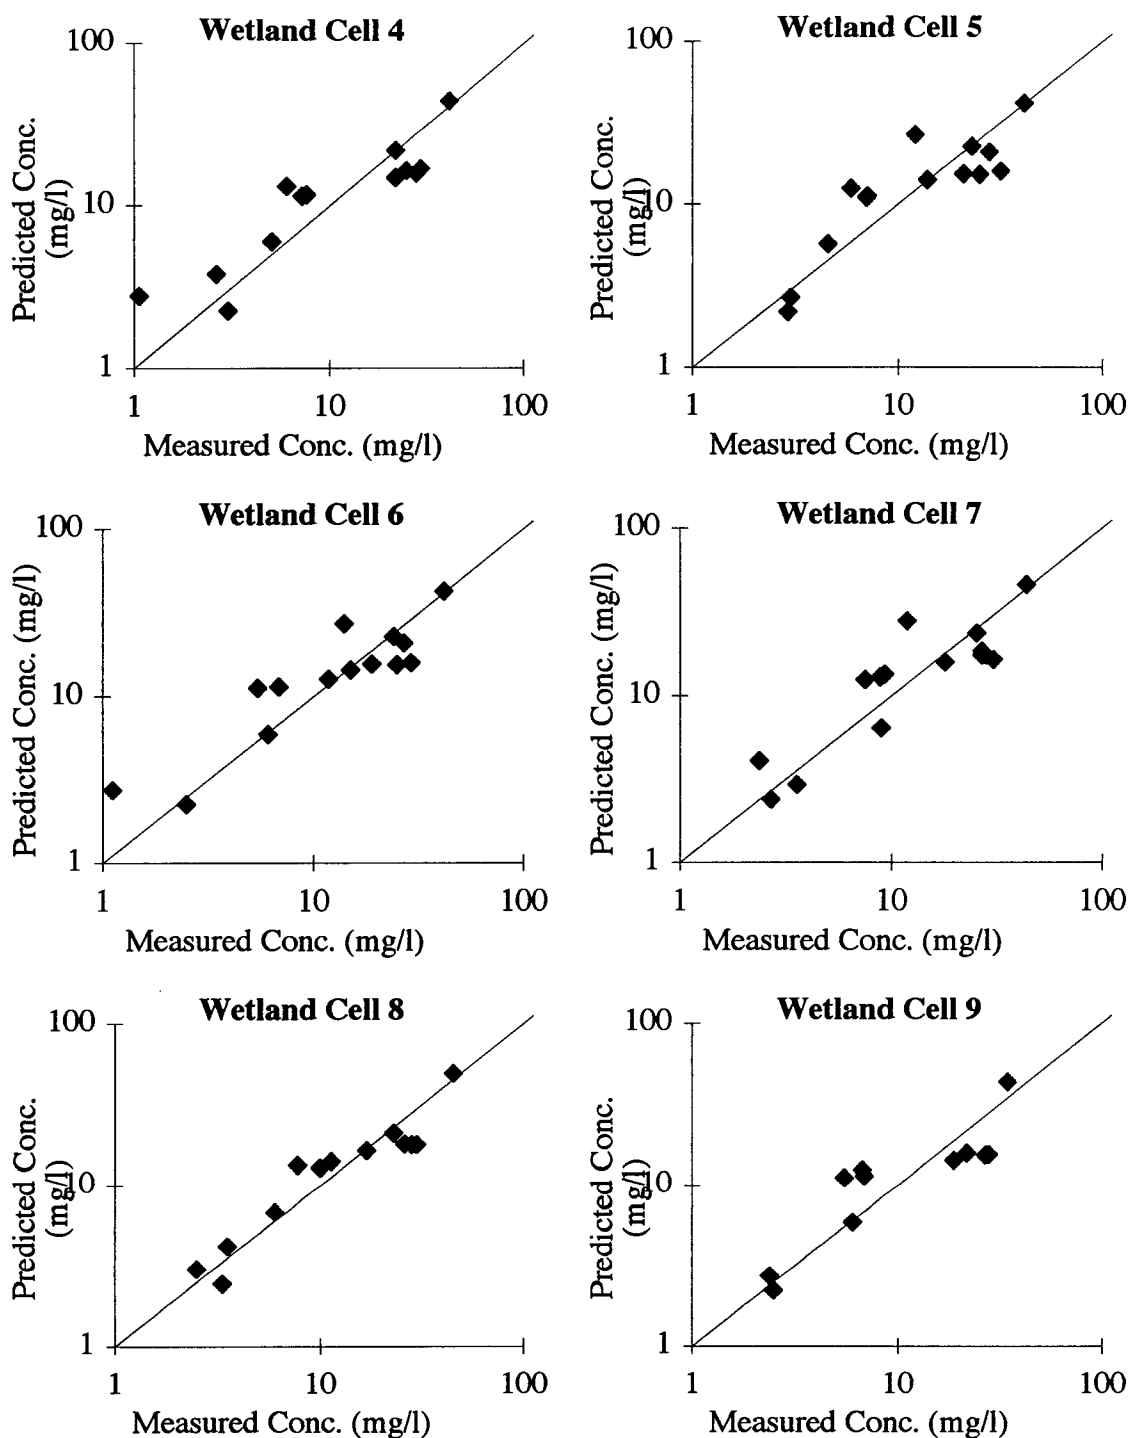 Wetland Cell 4
100
10
1
Predicted Conc.
(mg/l)
1 10 100
Measured Conc. (mg/l)
Wetland Cell 5
100
10
1
Predicted Conc.
(mg/l)
1 10 100
Measured Conc. (mg/l)
Wetland Cell 6
100
10
1
Predicted Conc. (mg/l)
1 10 100
Measured Conc. (mg/l)
Wetland Cell 7
100
10
1
Predicted Conc. (mg/l)
1 10 100
Measured Conc. (mg/l)
Wetland Cell 8
100
10
1
Predicted Conc.
(mg/l)
1 10 100
Measured Conc. (mg/l)
Wetland Cell 9
100
10
1
Predicted Conc.
(mg/l)
1 10 100
Measured Conc. (mg/l)